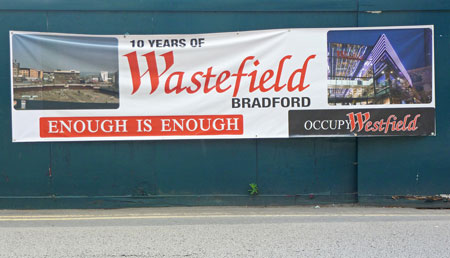 10 YEARS OF
Wastefield
BRADFORD
ENOUGH IS ENOUGH
OCCUPY Westfield